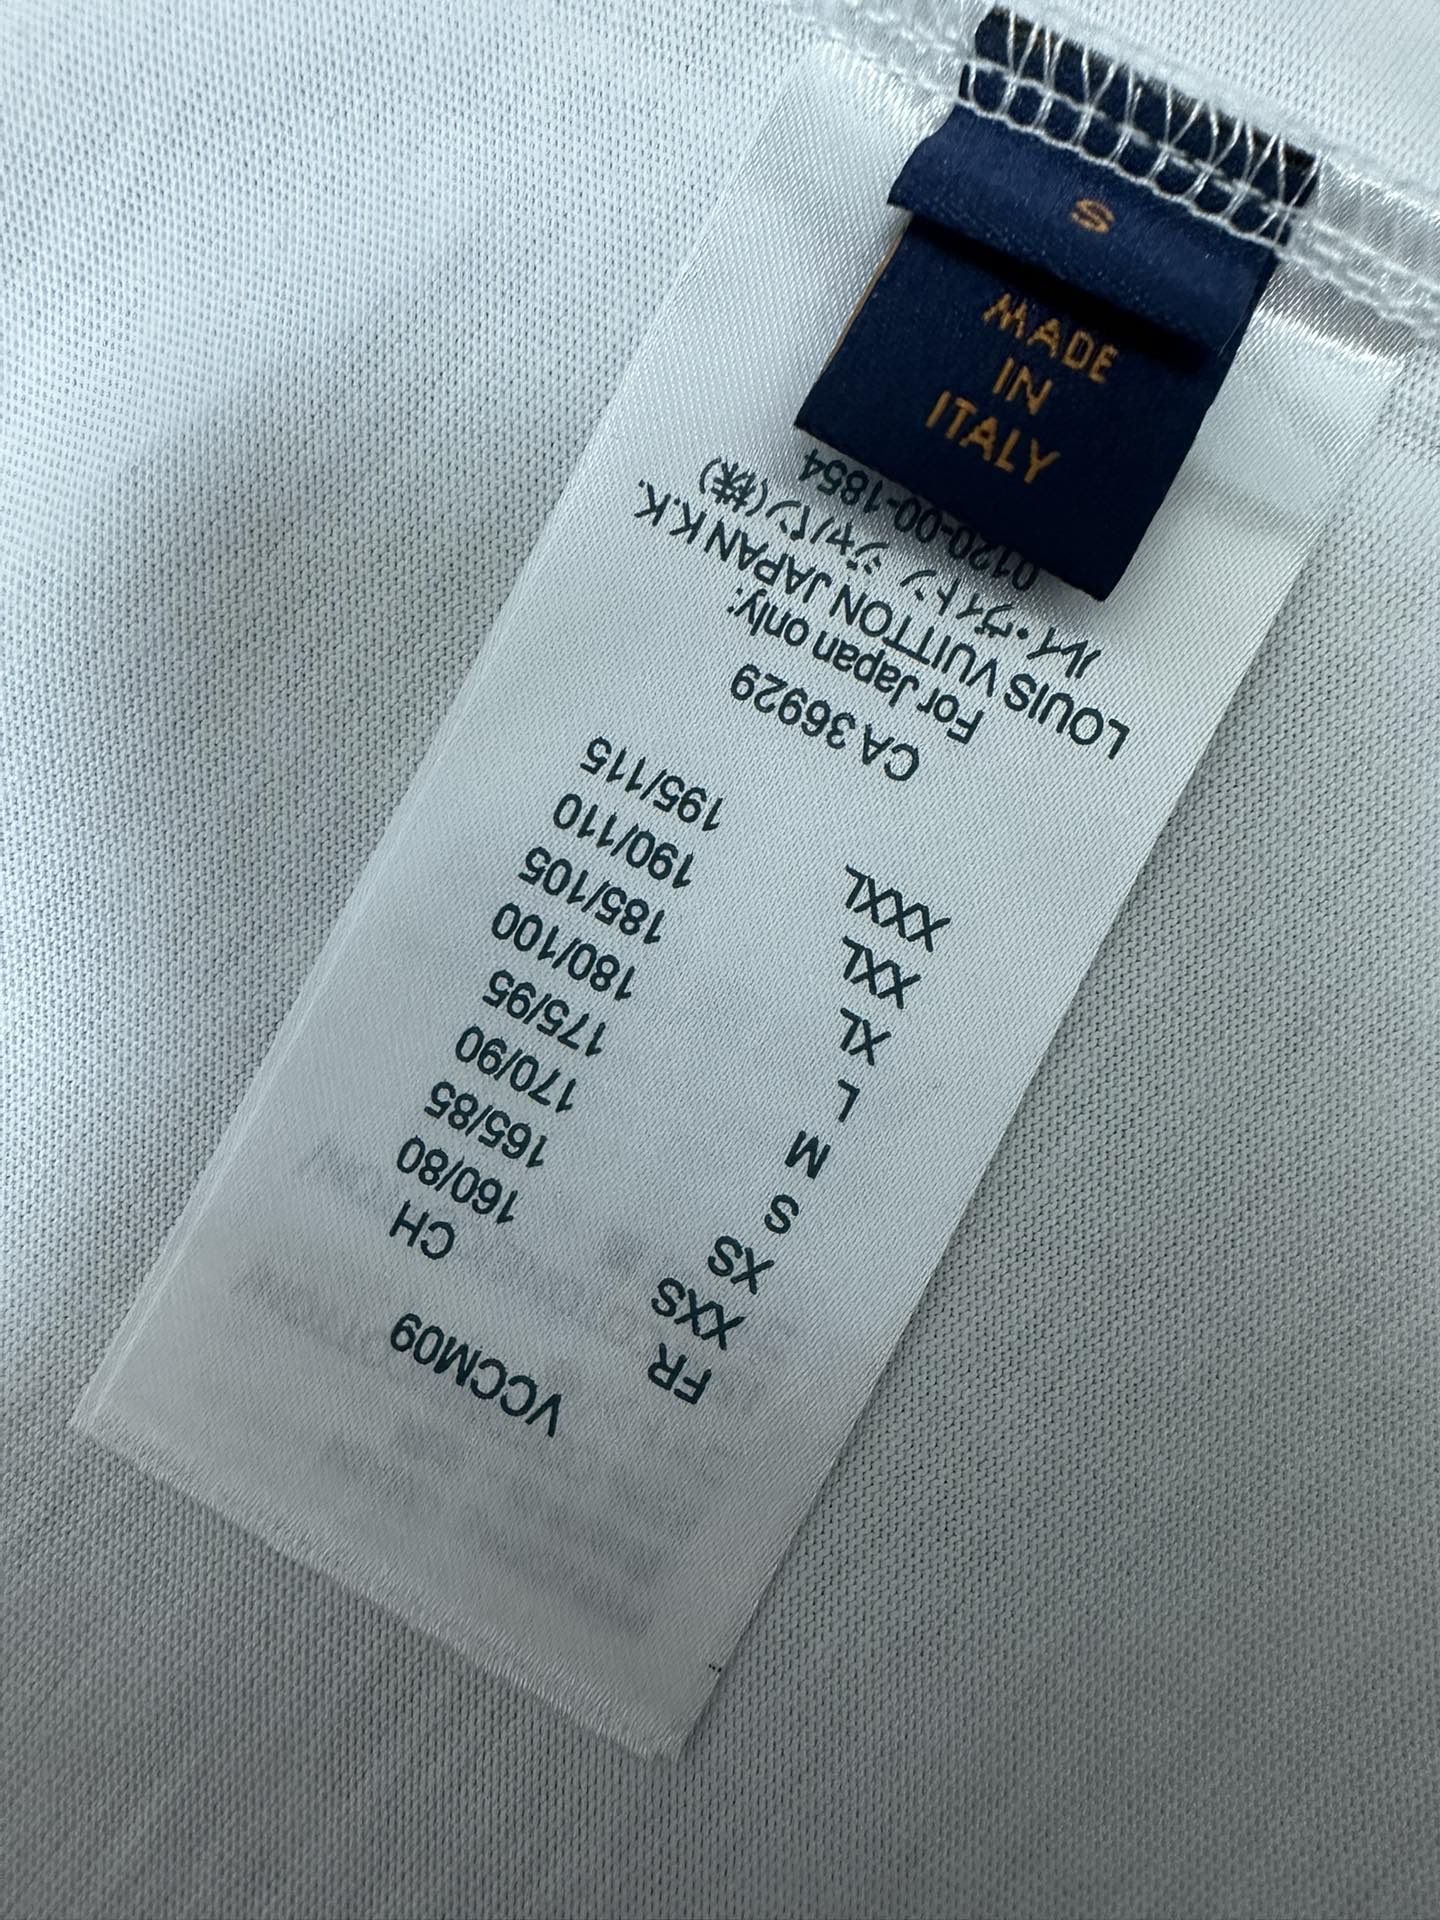 S
MADE
IN
ITALY
VCCM09
FR CH
XXS 160/80
XS 165/85
S 170/90
M 175/95
L 180/100
XL 185/105
XXL 190/110
XXXL 195/115
CA 36929
For Japan only:
LOUIS VUITTON JAPAN K.K.
ルイ・ヴィトン ジャパン(株)
0120-00-1854